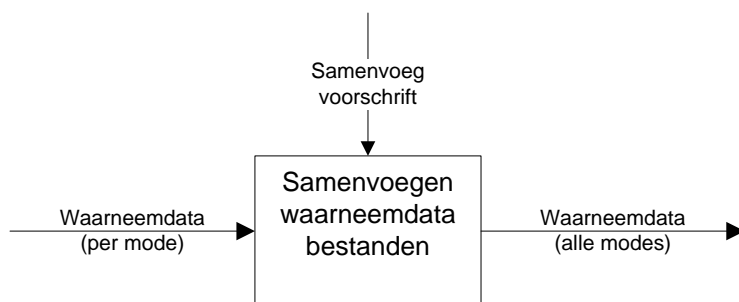 Samenvoeg
voorschrift
Samenvoegen
waarneemdata
bestanden
Waarneemdata
(per mode)
Waarneemdata
(alle modes)